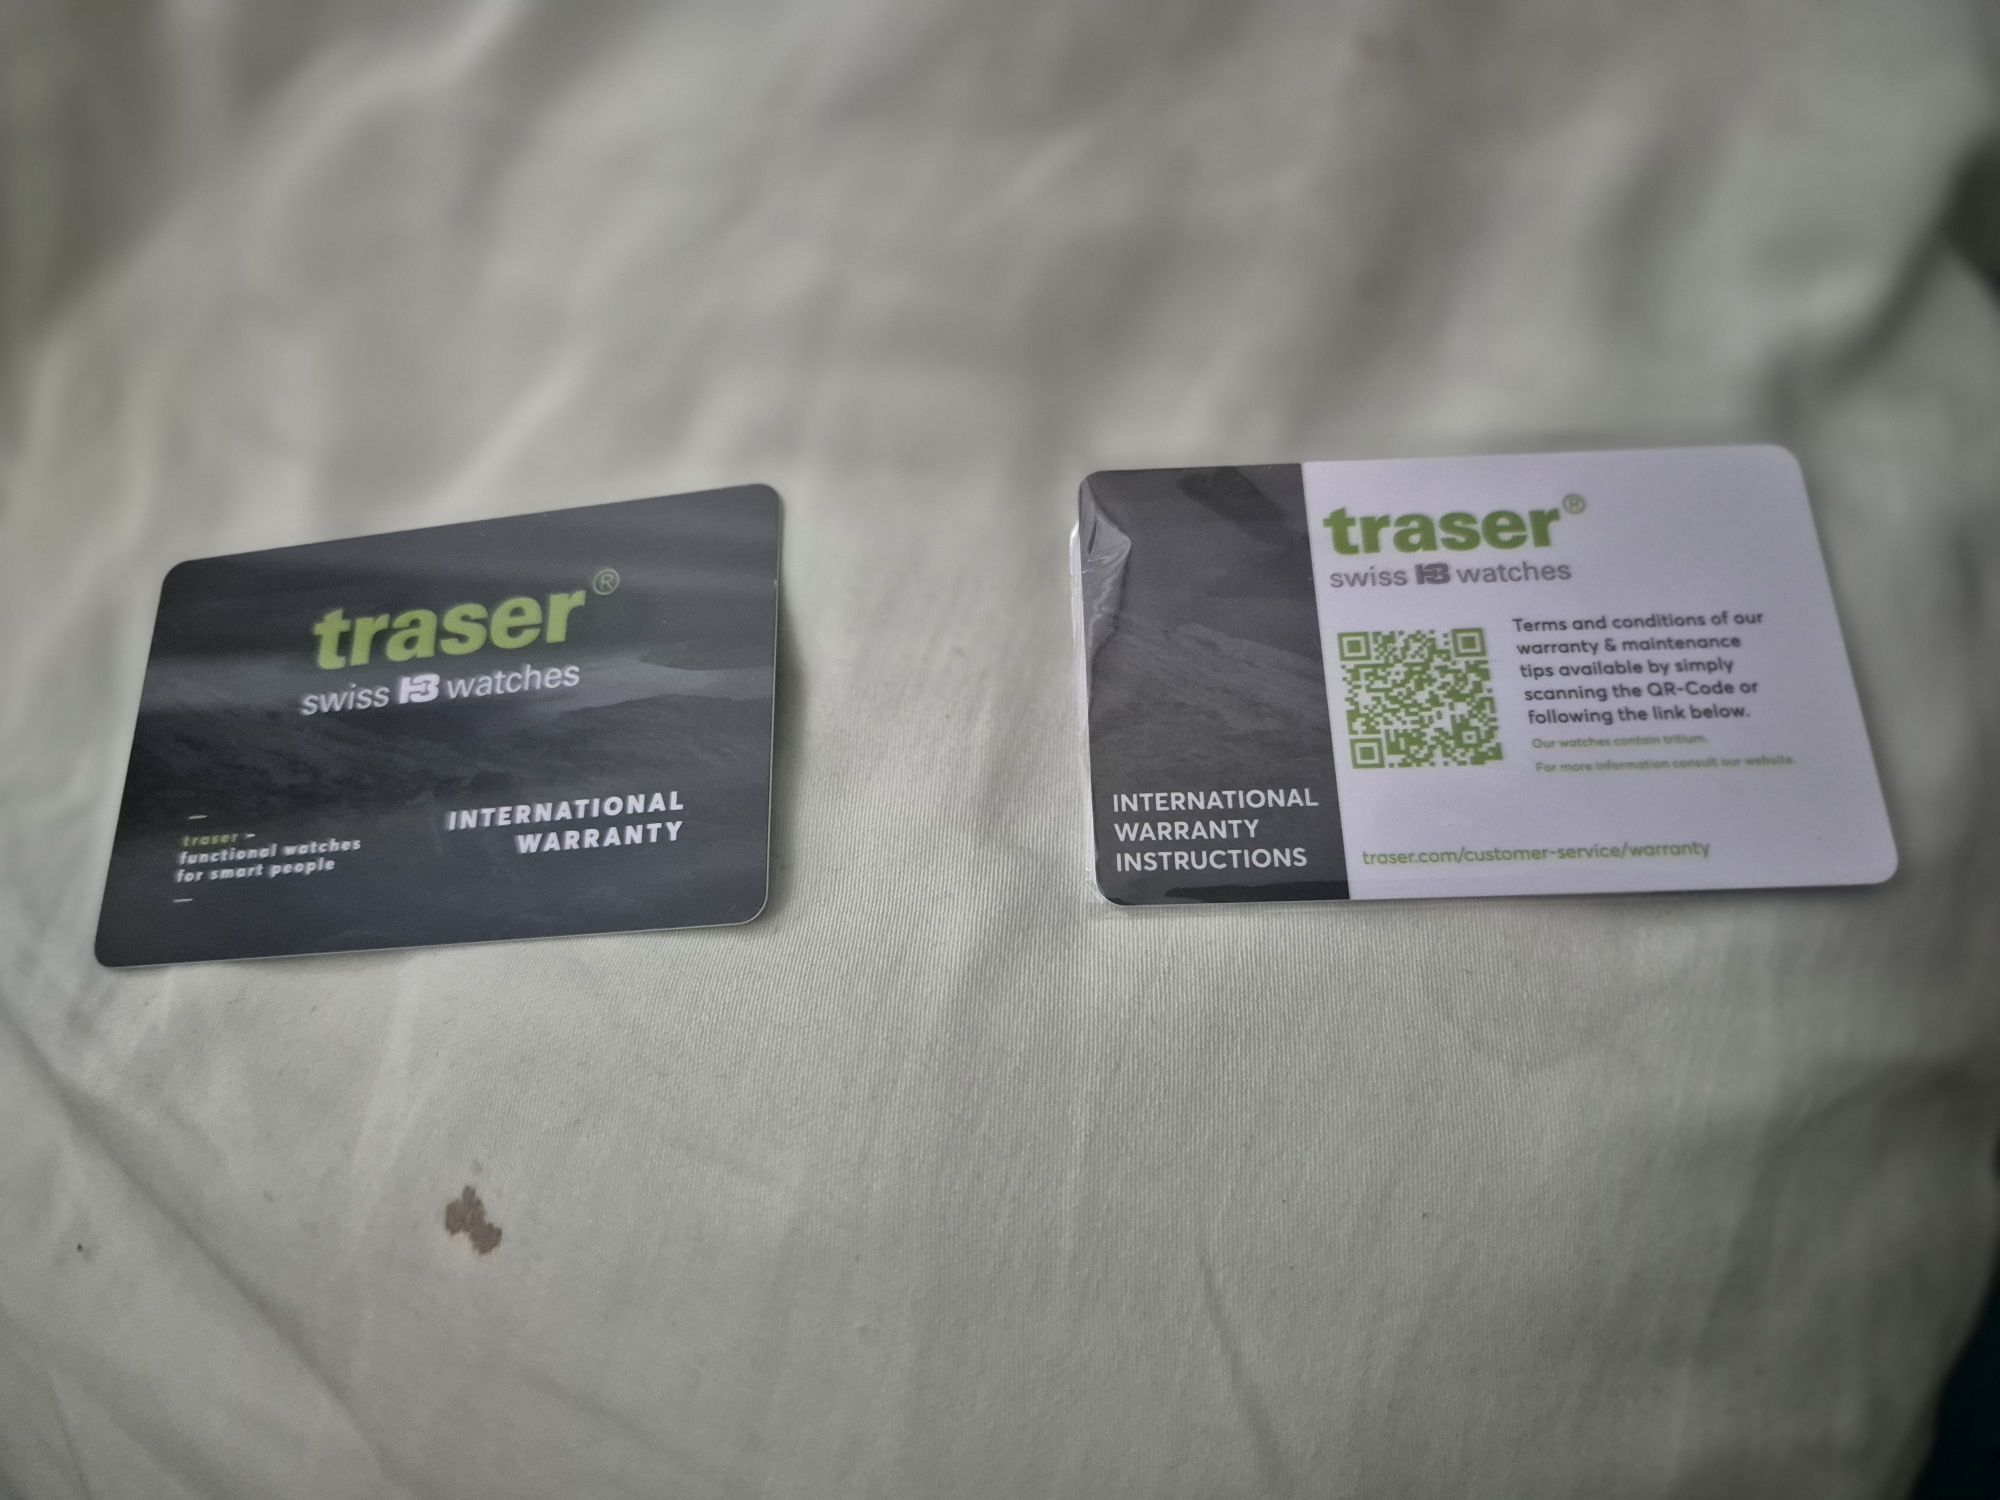 traser®
swiss H3 watches
INTERNATIONAL
WARRANTY
traser –
functional watches
for smart people
traser®
swiss H3 watches
Terms and conditions of our
warranty & maintenance
tips available by simply
scanning the QR-Code or
following the link below.
Our watches contain tritium.
For more information consult our website.
INTERNATIONAL
WARRANTY
INSTRUCTIONS
traser.com/customer-service/warranty